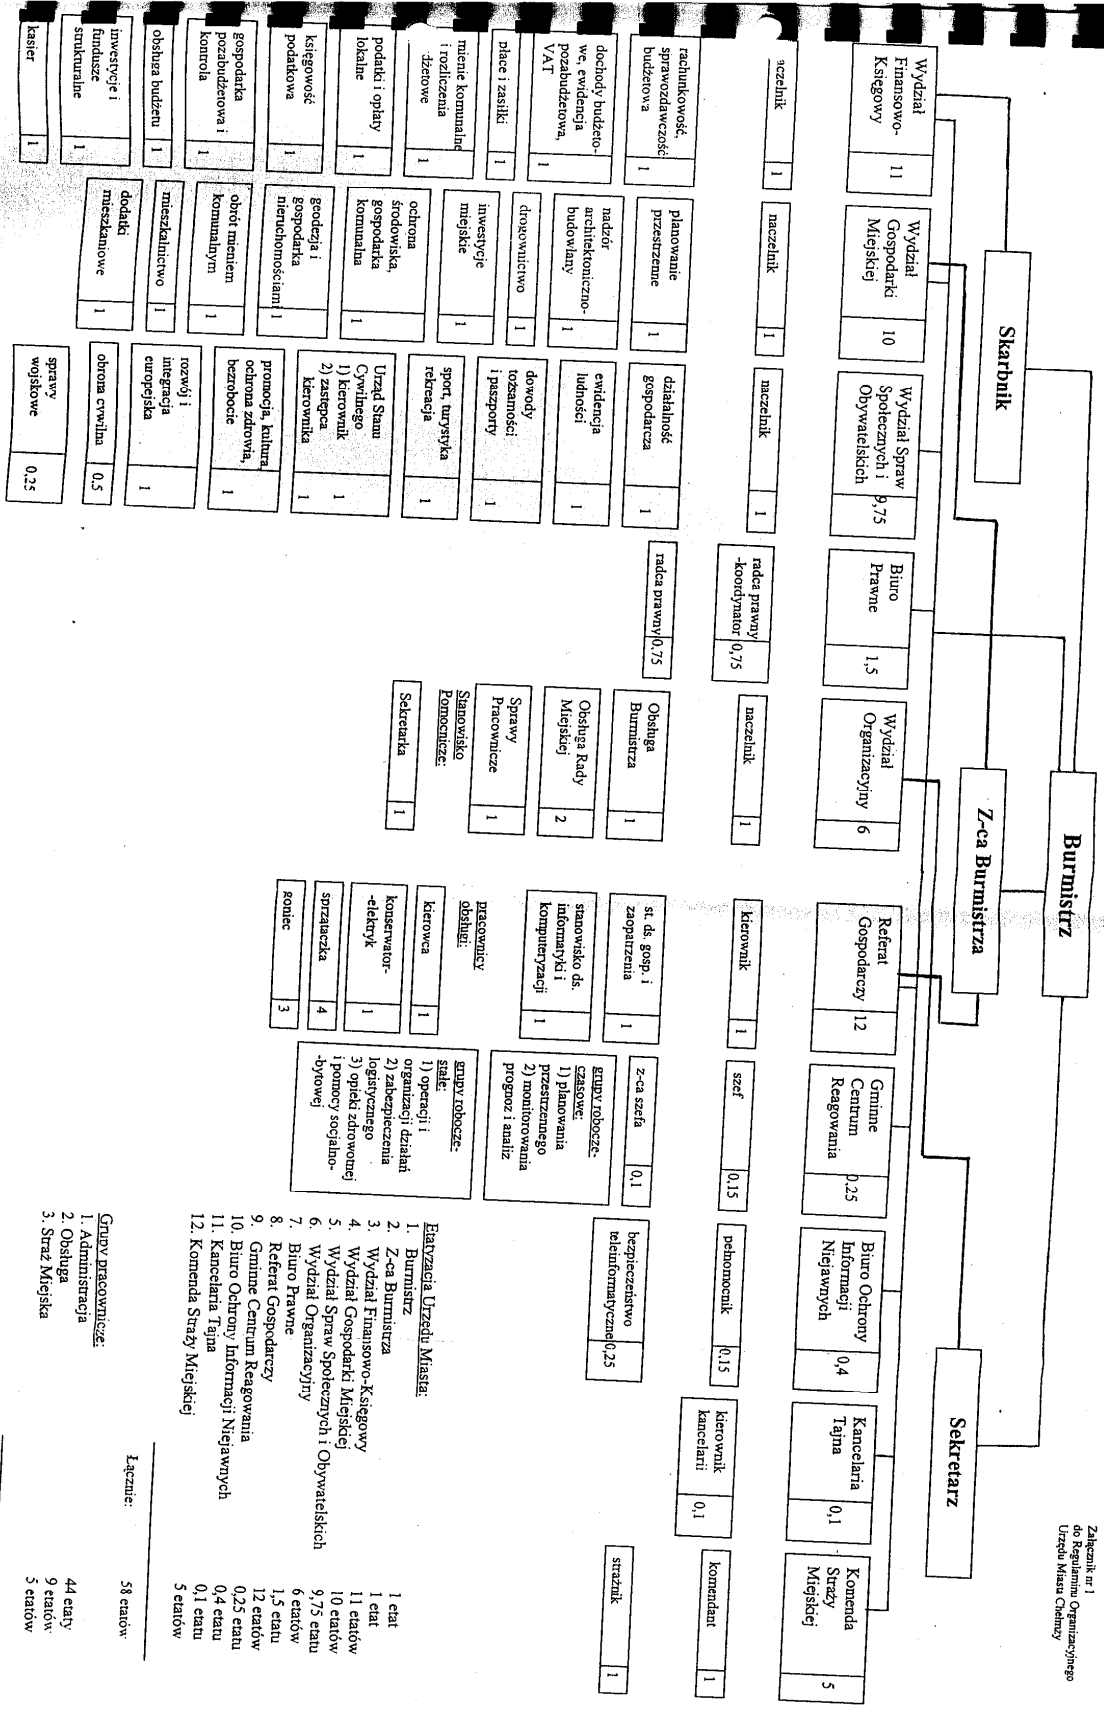 Załącznik nr 1
do Regulaminu Organizacyjnego
Urzędu Miasta Chełmży
Burmistrz
Z-ca Burmistrza
Skarbnik
Sekretarz
Wydział
Finansowo-
Księgowy
11
aczelnik
1
rachunkowość,
sprawozdawczość
budżetowa
1
dochody budżeto-
we, ewidencja
pozabudżetowa,
VAT
1
płace i zasiłki
1
mienie komunalne
i rozliczenia
dżetowe
1
podatki i opłaty
lokalne
1
księgowość
podatkowa
1
gospodarka
pozabudżetowa i
kontrola
1
obsługa budżetu
1
inwestycje i
fundusze
strukturalne
1
kasjer
1
Wydział
Gospodarki
Miejskiej
10
naczelnik
1
planowanie
przestrzenne
1
nadzór
architektoniczno-
budowlany
1
drogownictwo
1
inwestycje
miejskie
1
ochrona
środowiska,
gospodarka
komunalna
1
geodezja i
gospodarka
nieruchomościami
1
obrót mieniem
komunalnym
1
mieszkalnictwo
1
dodatki
mieszkaniowe
1
Wydział Spraw
Społecznych i
Obywatelskich
9,75
naczelnik
1
działalność
gospodarcza
1
ewidencja
ludności
1
dowody
tożsamości
i paszporty
1
sport, turystyka
rekreacja
1
Urząd Stanu
Cywilnego
1) kierownik
1
2) zastępca
kierownika
1
promocja, kultura,
ochrona zdrowia,
bezrobocie
1
rozwój i
integracja
europejska
1
obrona cywilna
0.5
sprawy
wojskowe
0.25
Biuro
Prawne
1,5
radca prawny
-koordynator
0,75
radca prawny
0.75
Wydział
Organizacyjny
6
naczelnik
1
Obsługa
Burmistrza
1
Obsługa Rady
Miejskiej
2
Sprawy
Pracownicze
1
Stanowisko
Pomocnicze:
Sekretarka
1
Referat
Gospodarczy
12
kierownik
1
st. ds. gosp. i
zaopatrzenia
1
stanowisko ds.
informatyki i
komputeryzacji
1
pracownicy
obsługi:
kierowca
1
konserwator-
-elektryk
1
sprzątaczka
4
goniec
3
Gminne
Centrum
Reagowania
0.25
szef
0.15
z-ca szefa
0,1
grupy robocze-
czasowe:
1) planowania
przestrzennego
2) monitorowania
prognoz i analiz
grupy robocze-
stałe:
1) operacji i
organizacji działań
2) zabezpieczenia
logistycznego
3) opieki zdrowotnej
i pomocy socjalno-
-bytowej
Biuro Ochrony
Informacji
Niejawnych
0,4
pełnomocnik
0.15
bezpieczeństwo
teleinformatyczne
0,25
Kancelaria
Tajna
0,1
kierownik
kancelarii
0,1
Komenda
Straży
Miejskiej
5
komendant
1
strażnik
1
Etatyzacja Urzędu Miasta:
1. Burmistrz 1 etat
2. Z-ca Burmistrza 1 etat
3. Wydział Finansowo-Księgowy 11 etatów
4. Wydział Gospodarki Miejskiej 10 etatów
5. Wydział Spraw Społecznych i Obywatelskich 9,75 etatu
6. Wydział Organizacyjny 6 etatów
7. Biuro Prawne 1,5 etatu
8. Referat Gospodarczy 12 etatów
9. Gminne Centrum Reagowania 0,25 etatu
10. Biuro Ochrony Informacji Niejawnych 0,4 etatu
11. Kancelaria Tajna 0,1 etatu
12. Komenda Straży Miejskiej 5 etatów
Łącznie: 58 etatów
Grupy pracownicze:
1. Administracja 44 etaty
2. Obsługa 9 etatów
3. Straż Miejska 5 etatów